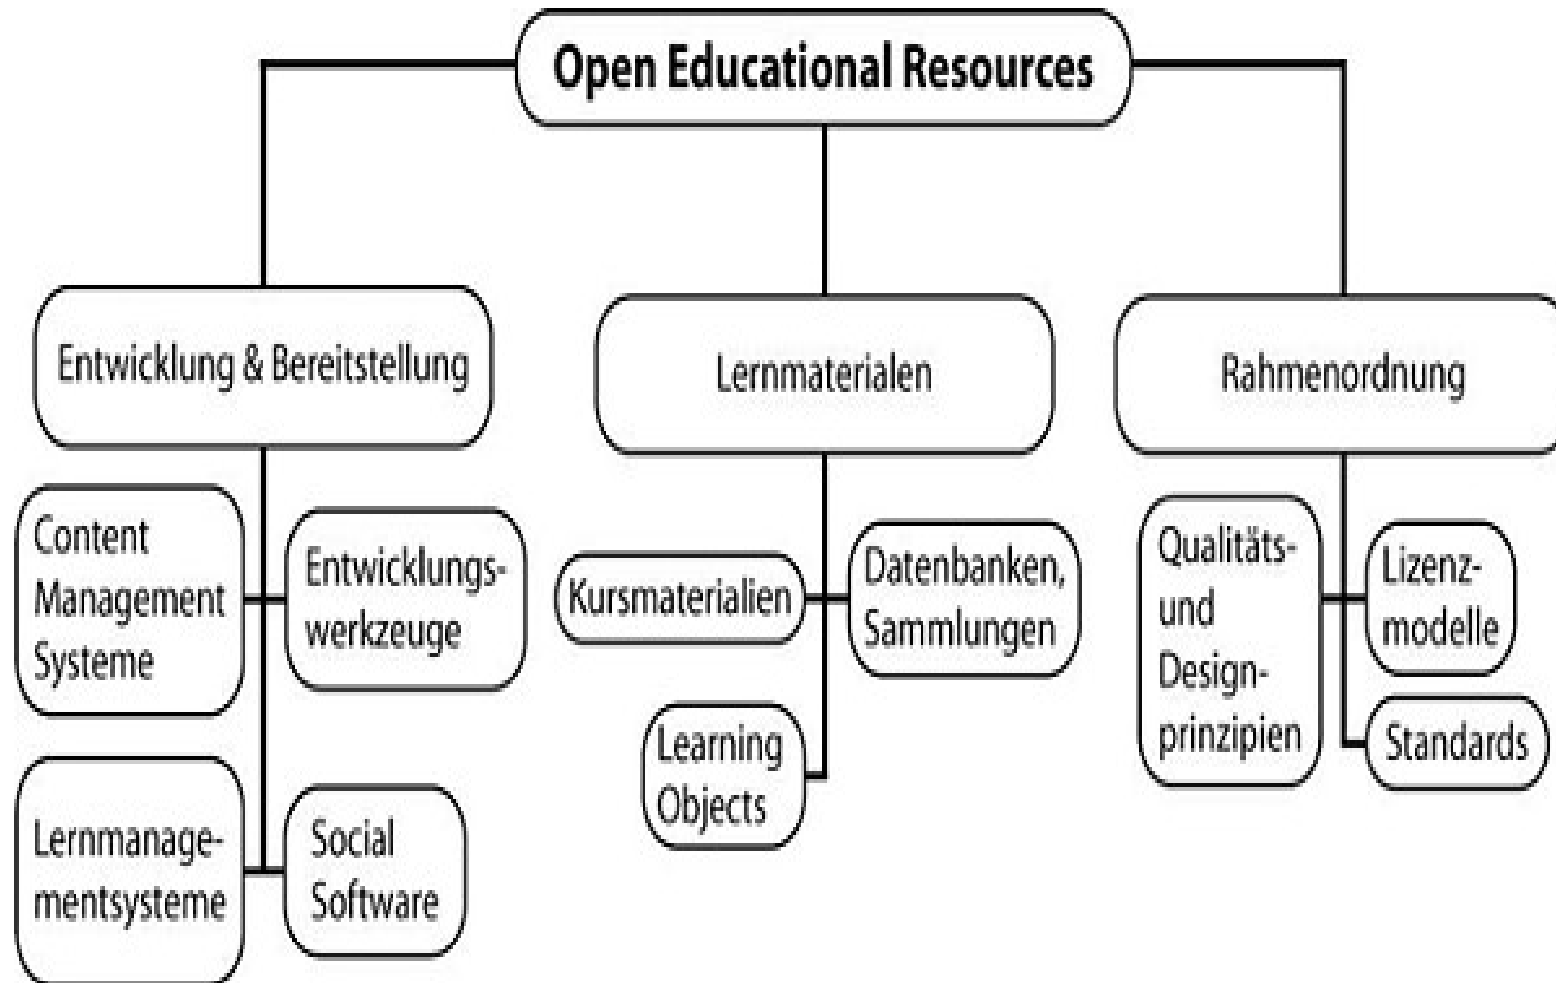 Open Educational Resources
Entwicklung & Bereitstellung
Lernmaterialen
Rahmenordnung
Content
Management
Systeme
Entwicklungs-
werkzeuge
Lernmanage-
mentsysteme
Social
Software
Kursmaterialien
Datenbanken,
Sammlungen
Learning
Objects
Qualitäts-
und
Design-
prinzipien
Lizenz-
modelle
Standards